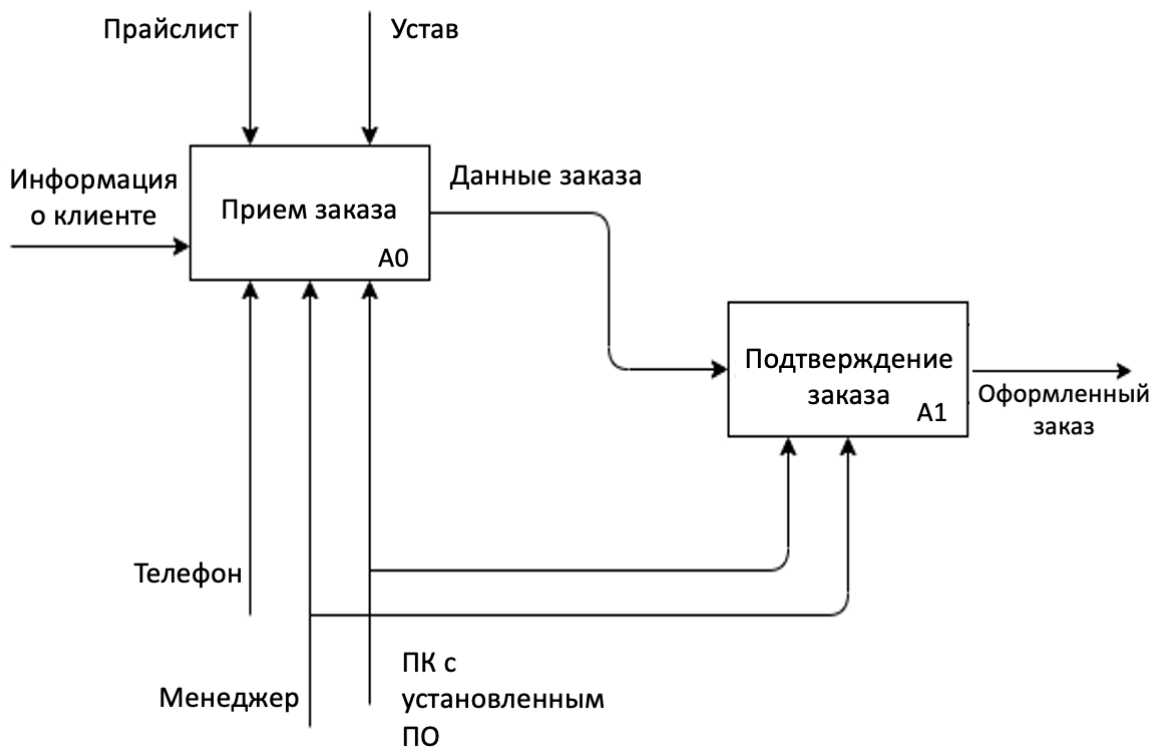 Прайслист
Устав
Информация
о клиенте
Прием заказа
A0
Данные заказа
Подтверждение
заказа
A1
Оформленный
заказ
Телефон
Менеджер
ПК с
установленным
ПО